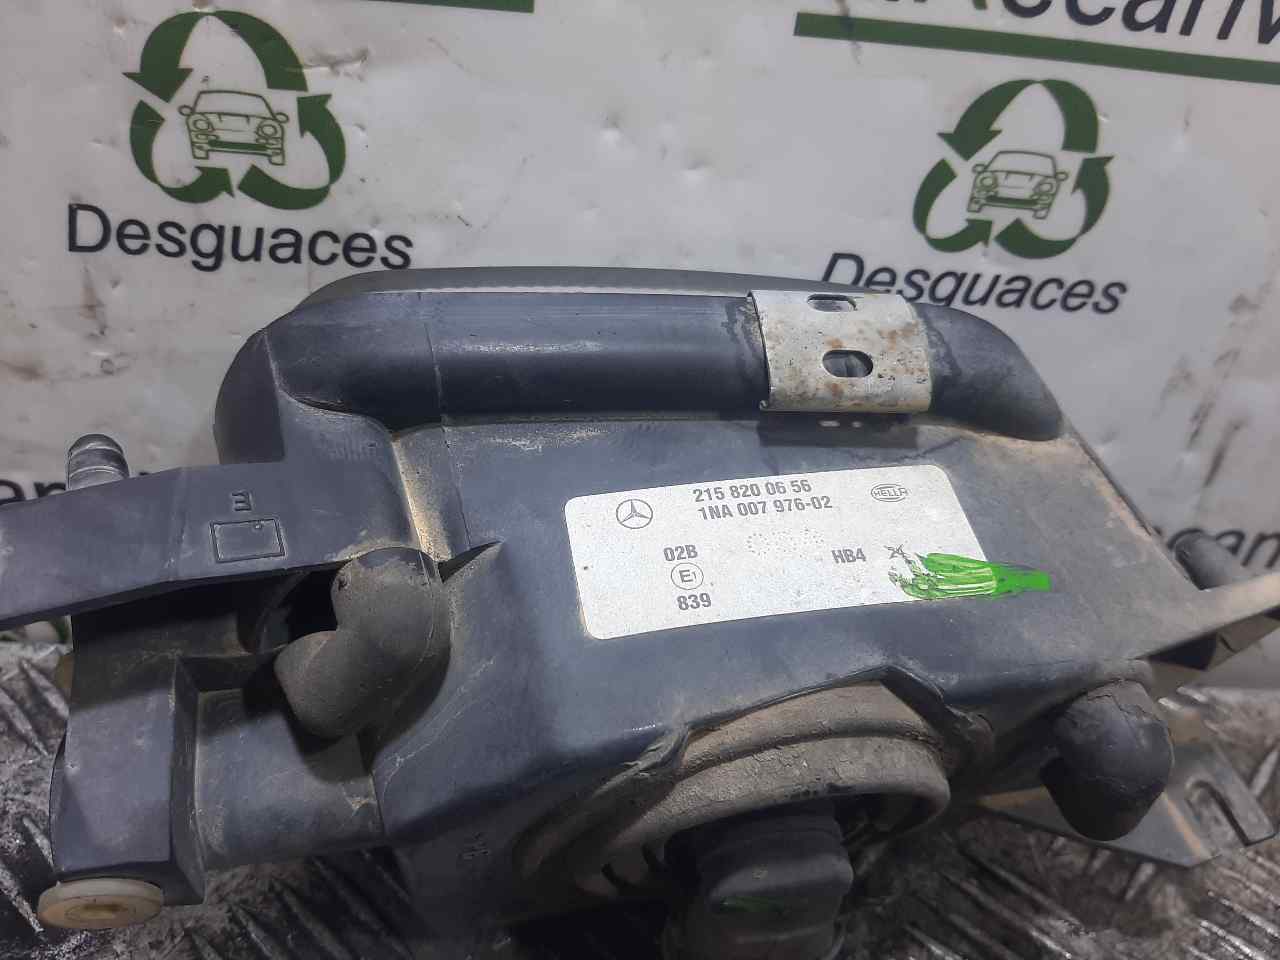 Desguaces
Desguaces
215 820 06 56
HELLA
1NA 007 976-02
02B
HB4
E1
839
E